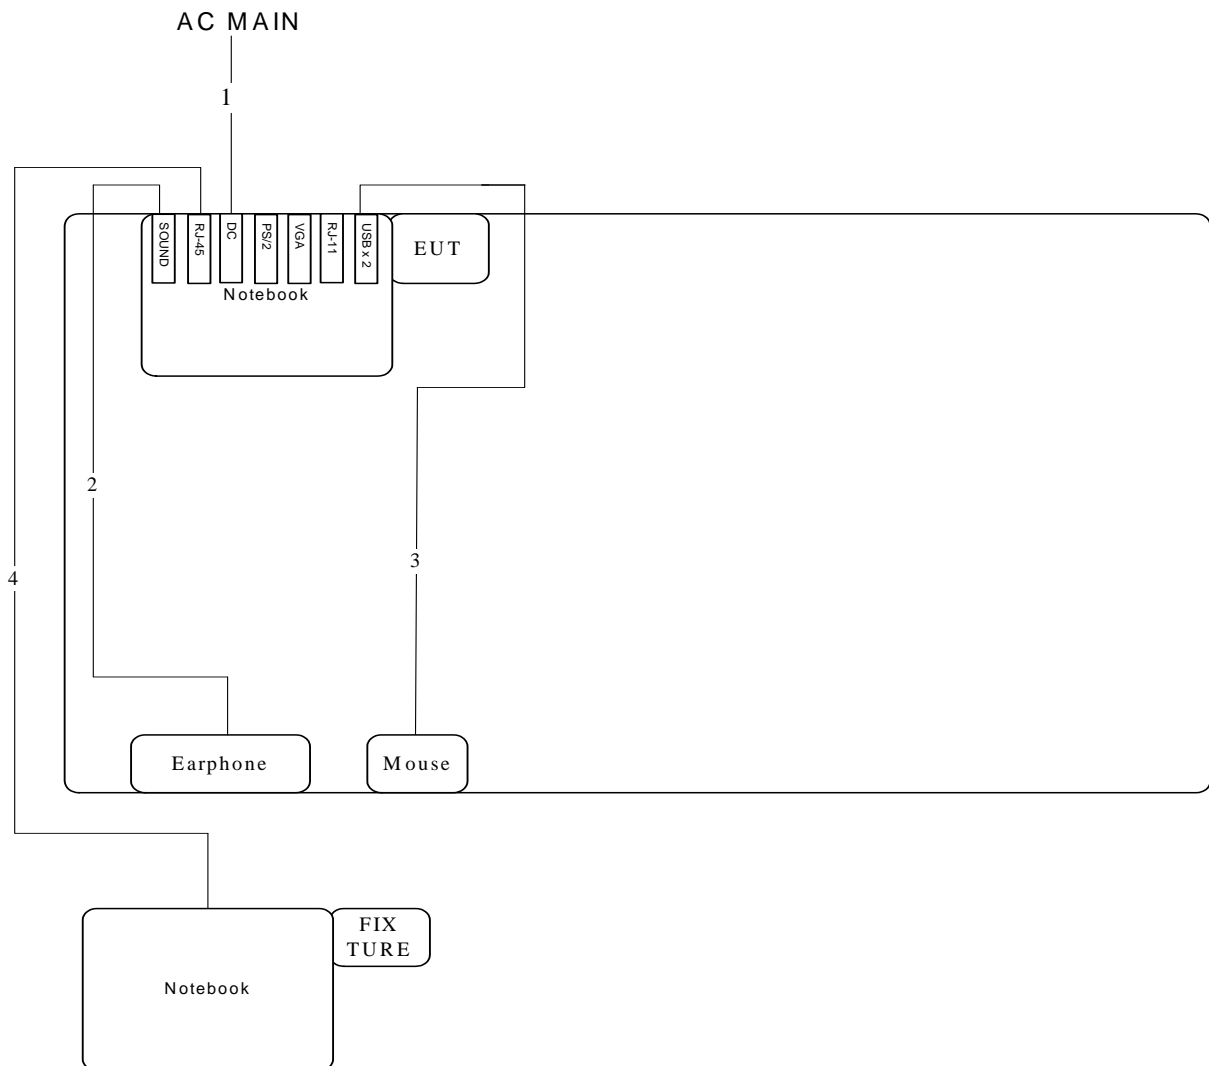 AC MAIN
1
SOUND
RJ-45
DC
PS/2
VGA
RJ-11
USB x 2
EUT
Notebook
2
3
4
Earphone
Mouse
FIX
TURE
Notebook